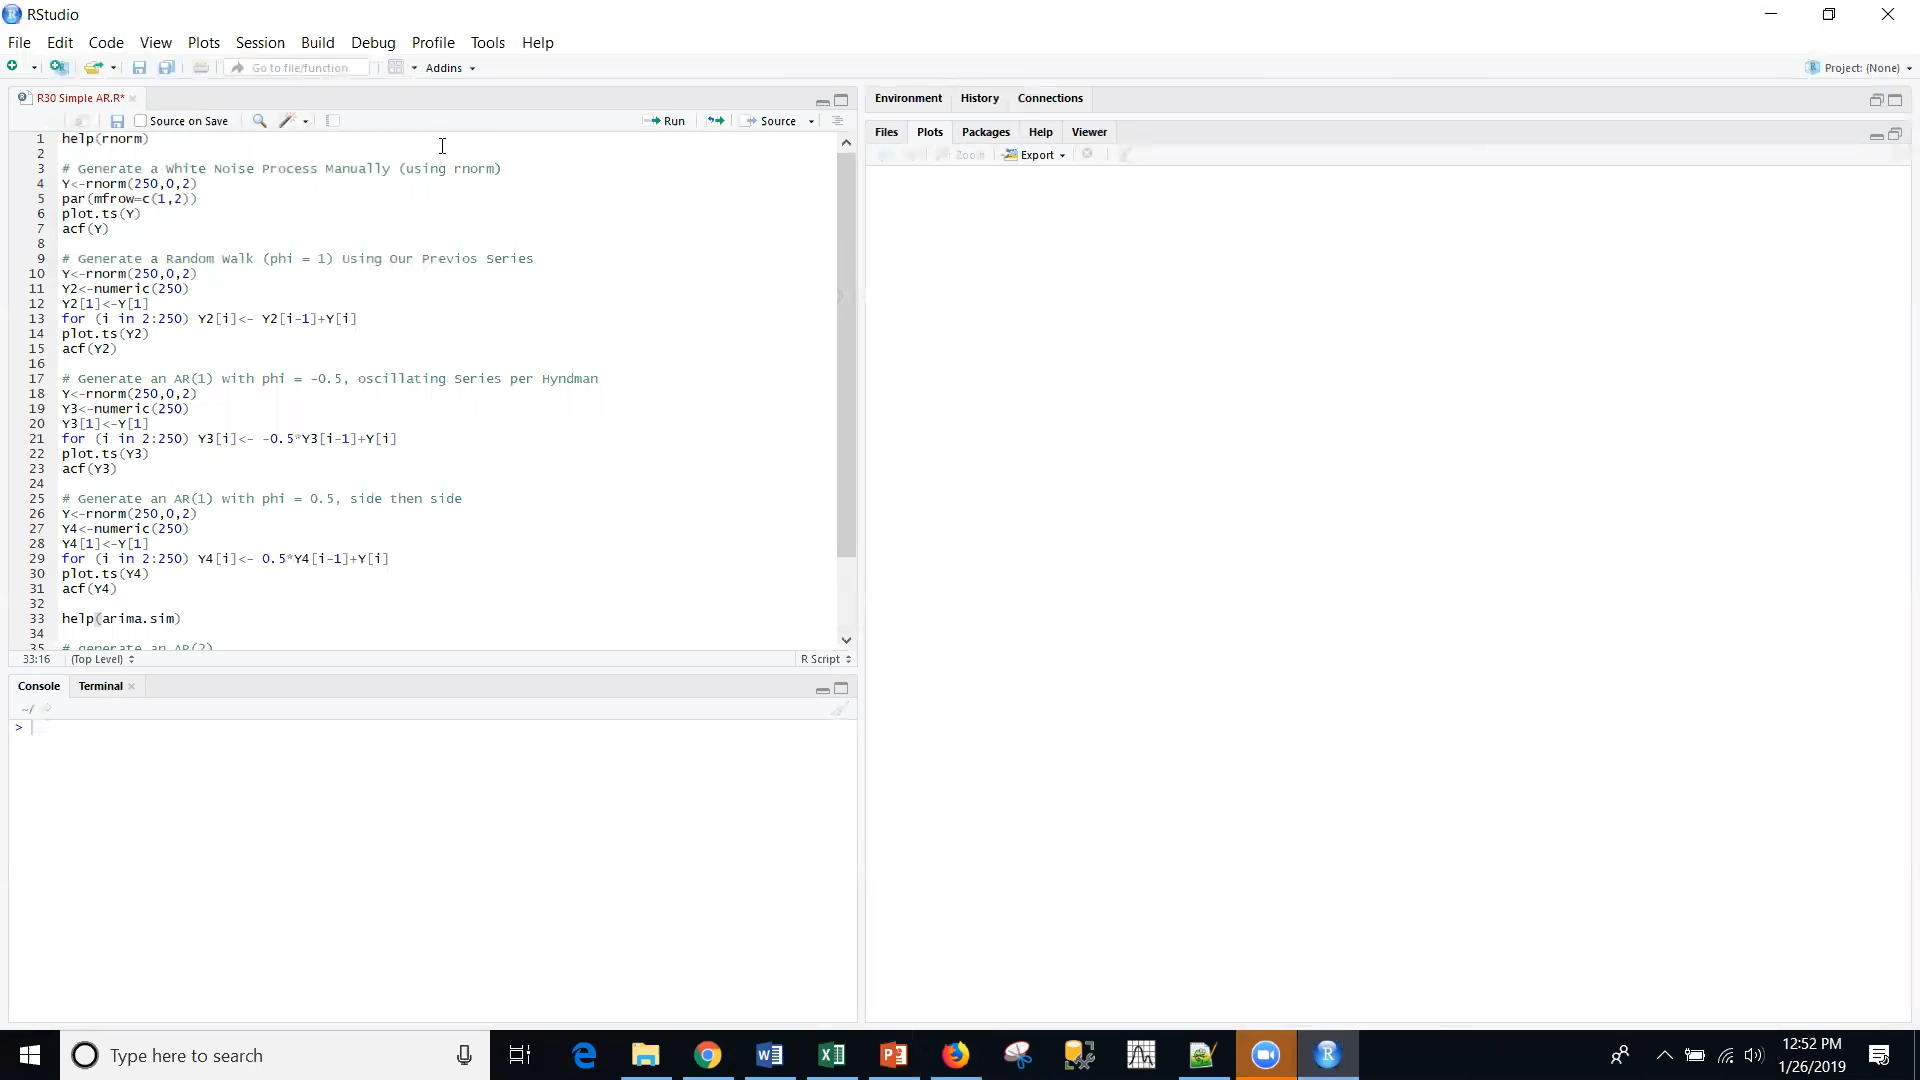 RStudio
File Edit Code View Plots Session Build Debug Profile Tools Help
Go to file/function Addins Project: (None)
R30 Simple AR.R*
Source on Save Run Source
1 help(rnorm)
2
3 # Generate a White Noise Process Manually (using rnorm)
4 Y<-rnorm(250,0,2)
5 par(mfrow=c(1,2))
6 plot.ts(Y)
7 acf(Y)
8
9 # Generate a Random Walk (phi = 1) Using Our Previos Series
10 Y<-rnorm(250,0,2)
11 Y2<-numeric(250)
12 Y2[1]<-Y[1]
13 for (i in 2:250) Y2[i]<- Y2[i-1]+Y[i]
14 plot.ts(Y2)
15 acf(Y2)
16
17 # Generate an AR(1) with phi = -0.5, oscillating Series per Hyndman
18 Y<-rnorm(250,0,2)
19 Y3<-numeric(250)
20 Y3[1]<-Y[1]
21 for (i in 2:250) Y3[i]<- -0.5*Y3[i-1]+Y[i]
22 plot.ts(Y3)
23 acf(Y3)
24
25 # Generate an AR(1) with phi = 0.5, side then side
26 Y<-rnorm(250,0,2)
27 Y4<-numeric(250)
28 Y4[1]<-Y[1]
29 for (i in 2:250) Y4[i]<- 0.5*Y4[i-1]+Y[i]
30 plot.ts(Y4)
31 acf(Y4)
32
33 help(arima.sim)
34
35 # generate an AR(2)
33:16 (Top Level) R Script
Console Terminal
~/
>
Environment History Connections
Files Plots Packages Help Viewer
Zoom Export
Type here to search
12:52 PM
1/26/2019